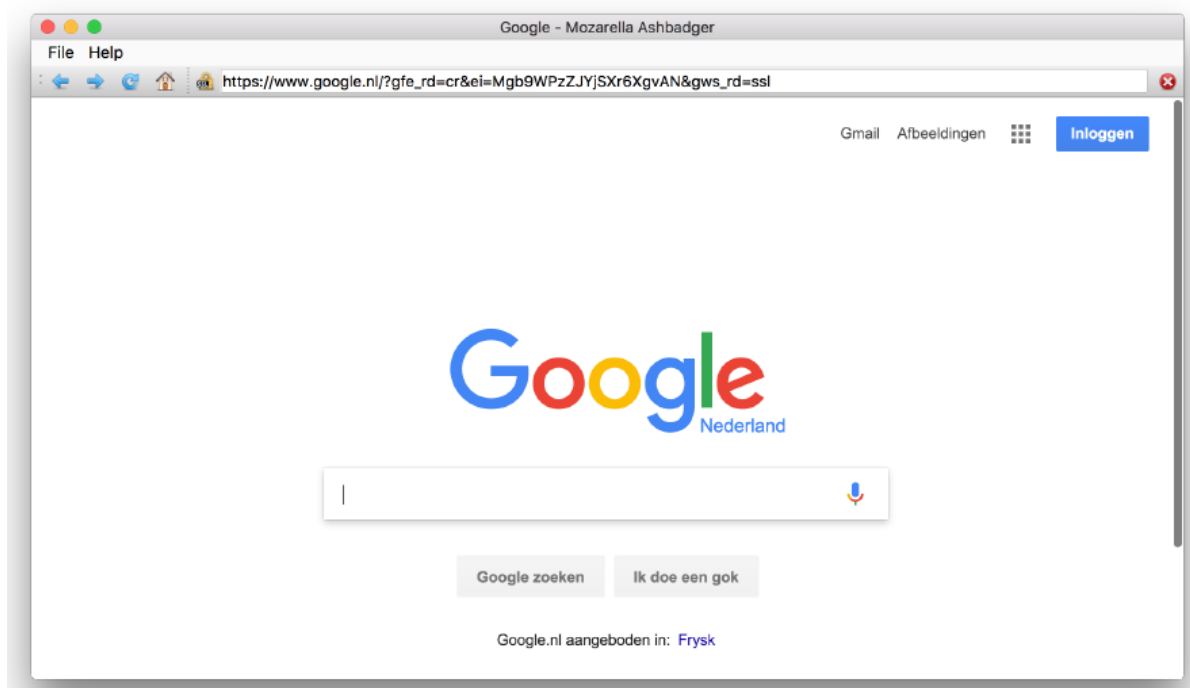 Google - Mozarella Ashbadger
File Help
https://www.google.nl/?gfe_rd=cr&ei=Mgb9WPzZJYjSXr6XgvAN&gws_rd=ssl
Gmail Afbeeldingen Inloggen
Google
Nederland
Google zoeken Ik doe een gok
Google.nl aangeboden in: Frysk